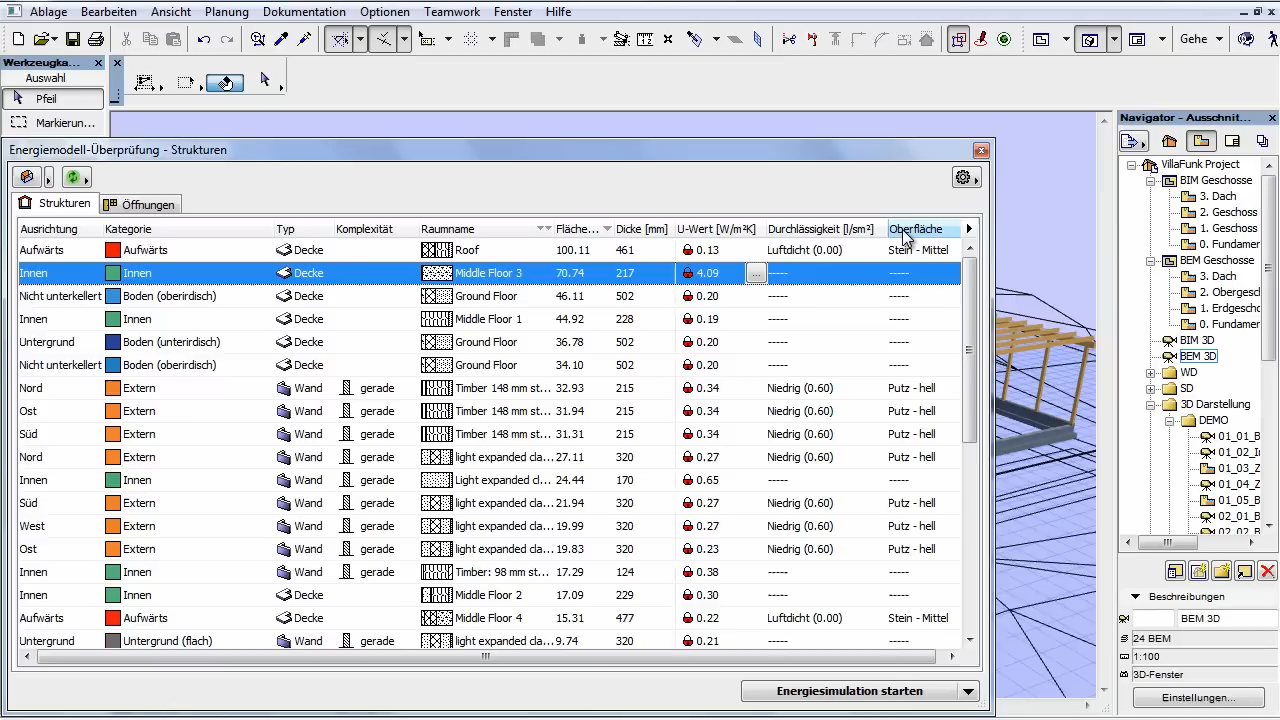 Ablage Bearbeiten Ansicht Planung Dokumentation Optionen Teamwork Fenster Hilfe
Gehe
Werkzeugka...
Auswahl
Pfeil
Markierun...
Energiemodell-Überprüfung - Strukturen
Strukturen Öffnungen
Ausrichtung Kategorie Typ Komplexität Raumname Fläche... Dicke [mm] U-Wert [W/m²K] Durchlässigkeit [l/sm²] Oberfläche
Aufwärts Aufwärts Decke Roof 100.11 461 0.13 Luftdicht (0.00) Stein - Mittel
Innen Innen Decke Middle Floor 3 70.74 217 4.09 ... ----- -----
Nicht unterkellert Boden (oberirdisch) Decke Ground Floor 46.11 502 0.20 ----- -----
Innen Innen Decke Middle Floor 1 44.92 228 0.19 ----- -----
Untergrund Boden (unterirdisch) Decke Ground Floor 36.78 502 0.20 ----- -----
Nicht unterkellert Boden (oberirdisch) Decke Ground Floor 34.10 502 0.20 ----- -----
Nord Extern Wand gerade Timber 148 mm st... 32.93 215 0.34 Niedrig (0.60) Putz - hell
Ost Extern Wand gerade Timber 148 mm st... 31.94 215 0.34 Niedrig (0.60) Putz - hell
Süd Extern Wand gerade Timber 148 mm st... 31.31 215 0.34 Niedrig (0.60) Putz - hell
Nord Extern Wand gerade light expanded cla... 27.11 320 0.27 Niedrig (0.60) Putz - hell
Innen Innen Wand gerade Light expanded cl... 24.44 170 0.65 ----- -----
Süd Extern Wand gerade light expanded cla... 21.94 320 0.27 Niedrig (0.60) Putz - hell
West Extern Wand gerade light expanded cla... 19.99 320 0.27 Niedrig (0.60) Putz - hell
Ost Extern Wand gerade light expanded cla... 19.83 320 0.23 Niedrig (0.60) Putz - hell
Innen Innen Wand gerade Timber: 98 mm st... 17.29 124 0.38 ----- -----
Innen Innen Decke Middle Floor 2 17.09 229 0.30 ----- -----
Aufwärts Aufwärts Decke Middle Floor 4 15.31 477 0.22 Luftdicht (0.00) Stein - Mittel
Untergrund Untergrund (flach) Wand gerade light expanded cla... 9.74 320 0.21 ----- -----
Energiesimulation starten
Navigator - Ausschnit...
VillaFunk Project
BIM Geschosse
3. Dach
2. Geschoss
1. Geschoss
0. Fundamer
BEM Geschosse
3. Dach
2. Obergesc
1. Erdgescho
0. Fundamer
BIM 3D
BEM 3D
WD
SD
3D Darstellung
DEMO
01_01_B
01_02_I
01_03_Z
01_04_Z
01_05_B
02_01_B
02_02_B
Beschreibungen
BEM 3D
24 BEM
1:100
3D-Fenster
Einstellungen...